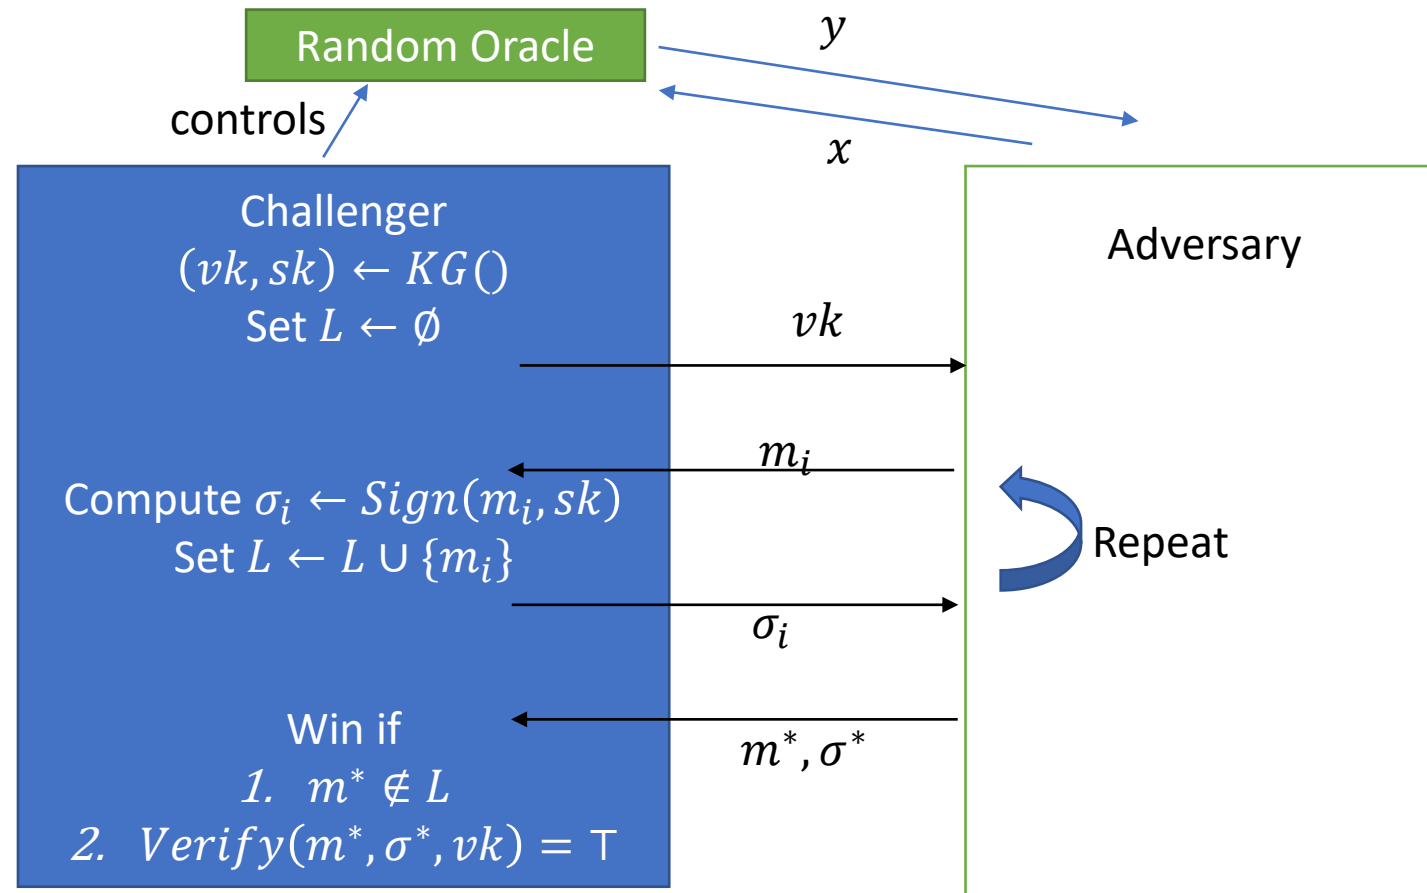 Random Oracle
y
controls
x
Challenger
(vk, sk) ← KG()
Set L ← ∅
Adversary
vk
m_i
Compute σ_i ← Sign(m_i, sk)
Set L ← L ∪ {m_i}
Repeat
σ_i
Win if
m*, σ*
1. m* ∉ L
2. Verify(m*, σ*, vk) = ⊤